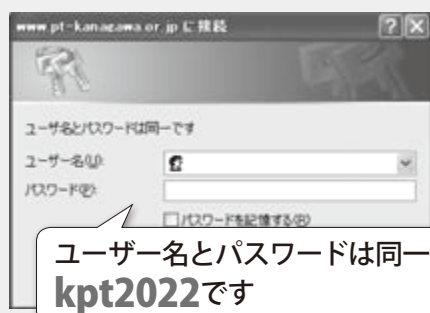 www.pt-kanagawa.or.jp に接続
ユーザ名とパスワードは同一です
ユーザー名(U):
パスワード(P):
パスワードを記憶する(R)
ユーザー名とパスワードは同一
kpt2022です